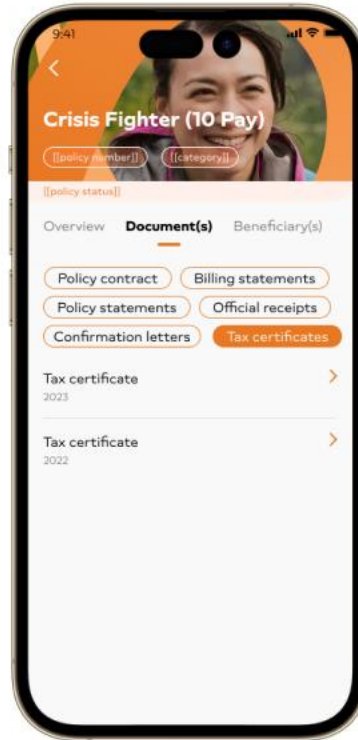 9:41
Crisis Fighter (10 Pay)
[[policy number]] [[category]]
[[policy status]]
Overview Document(s) Beneficiary(s)
Policy contract Billing statements
Policy statements Official receipts
Confirmation letters Tax certificates
Tax certificate
2023
Tax certificate
2022